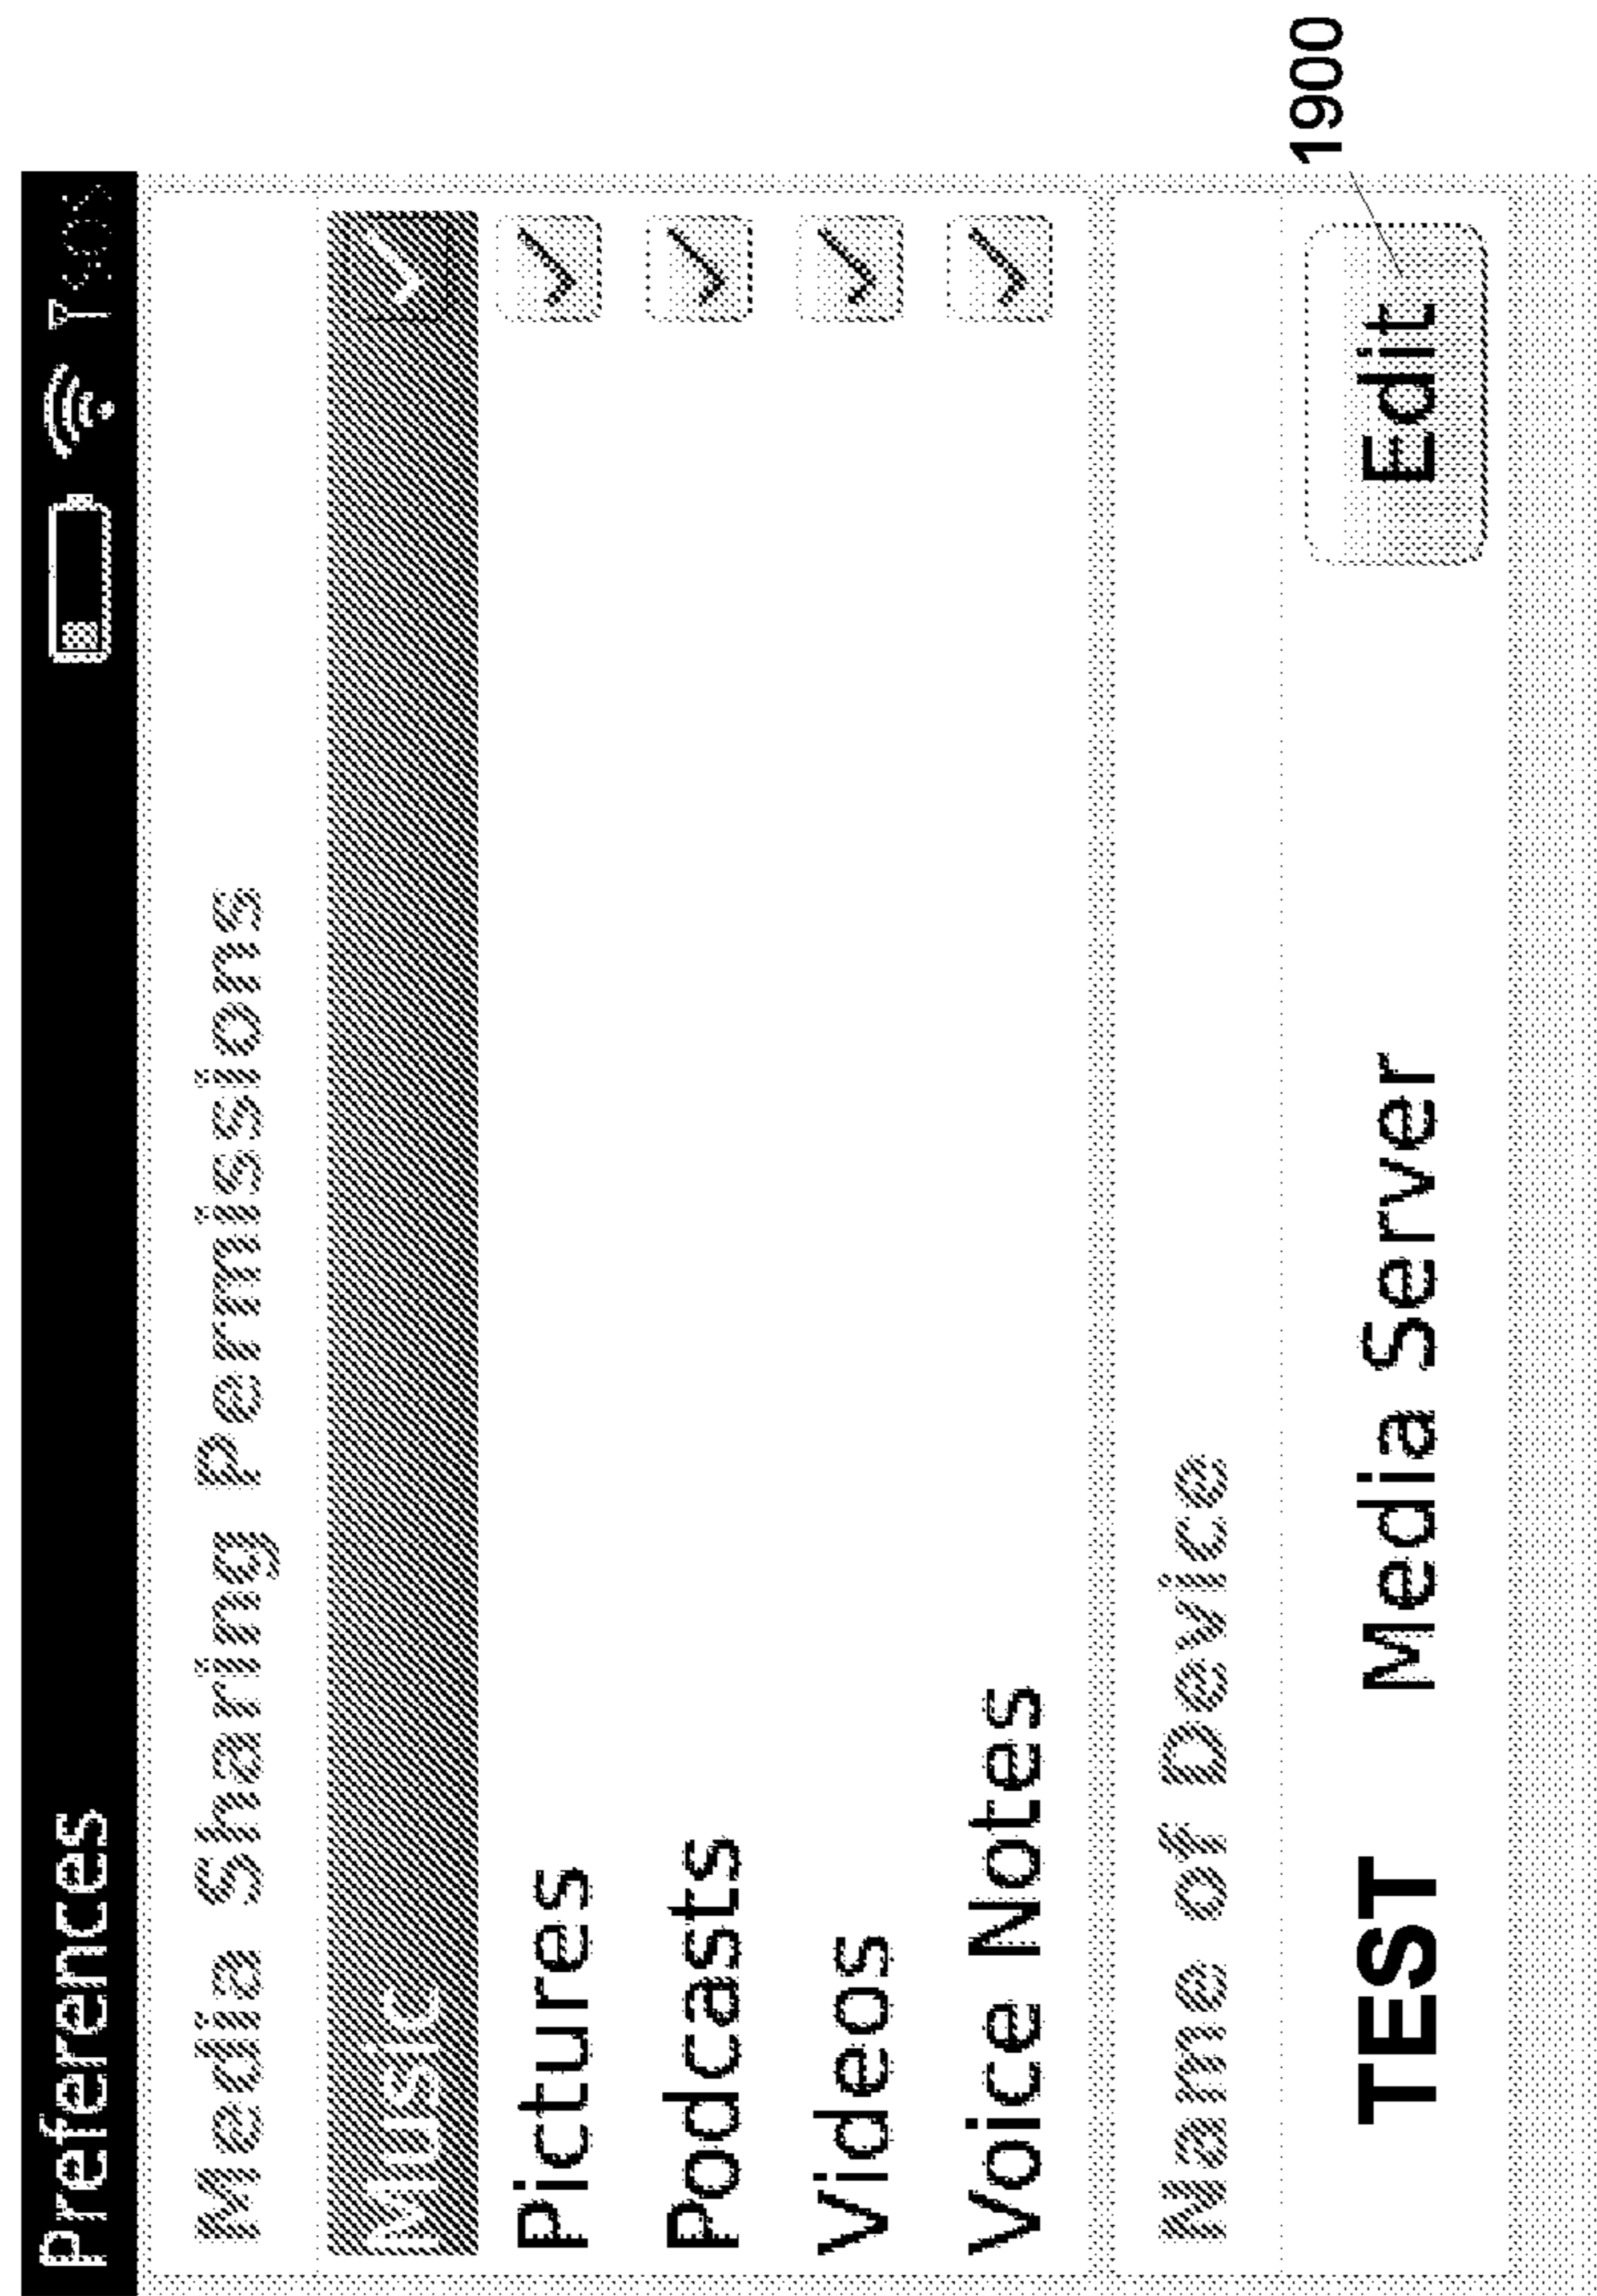 Preferences
Media Sharing Permissions
Music
Pictures
Podcasts
Videos
Voice Notes
Name of Device
TEST Media Server Edit
1900